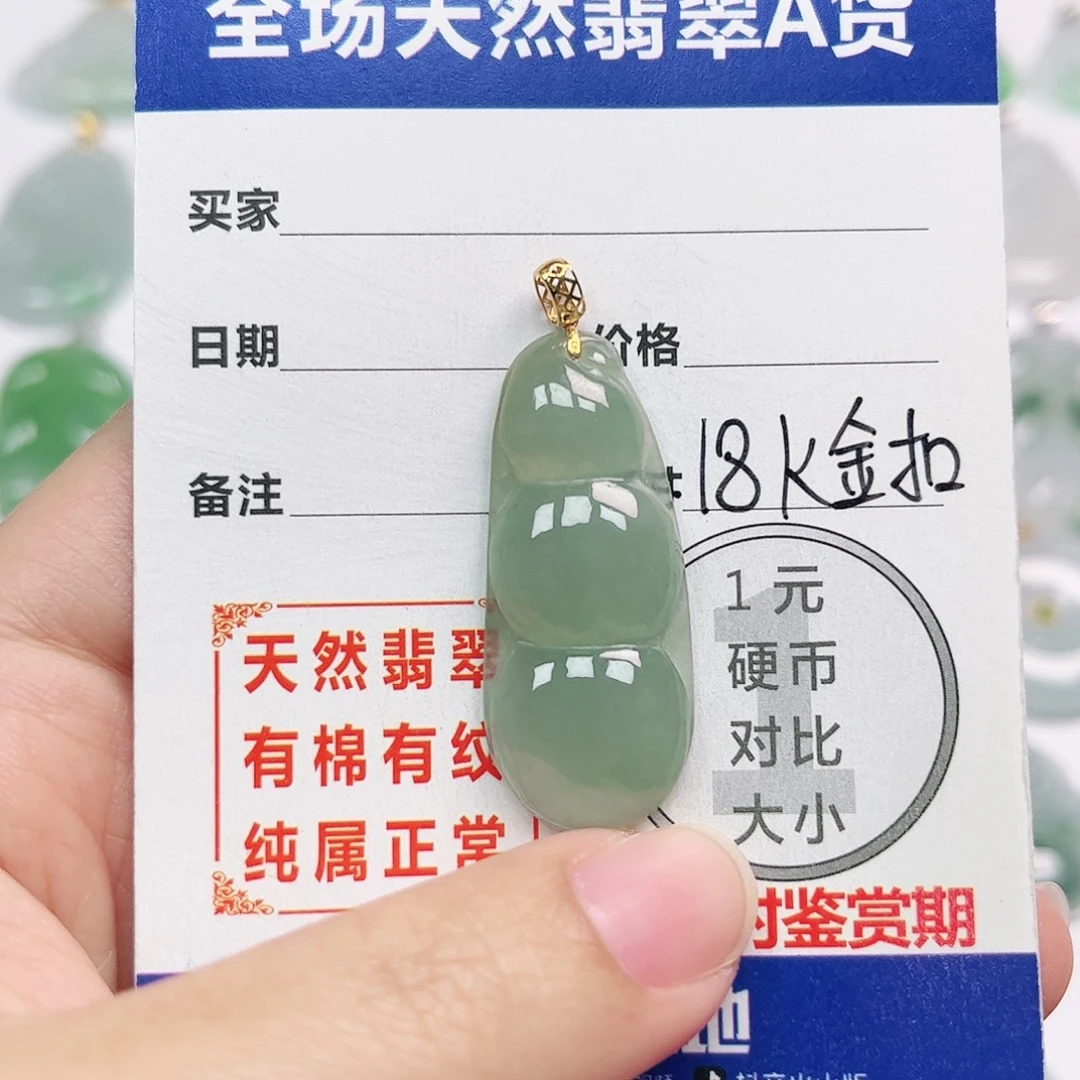 全场天然翡翠A货
买家
日期
价格
备注
18K金扣
1元
硬币
对比
大小
天然翡翠
有棉有纹
纯属正常
时鉴赏期